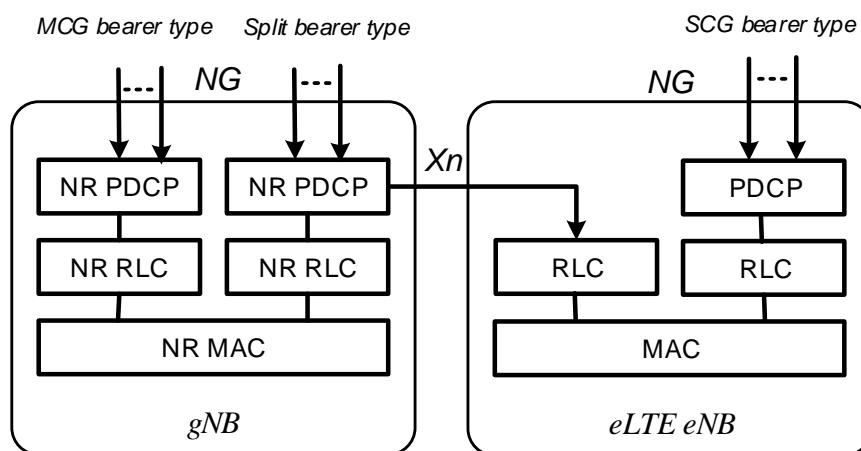 MCG bearer type
Split bearer type
SCG bearer type
NG
NG
Xn
NR PDCP
NR PDCP
PDCP
NR RLC
NR RLC
RLC
RLC
NR MAC
MAC
gNB
eLTE eNB